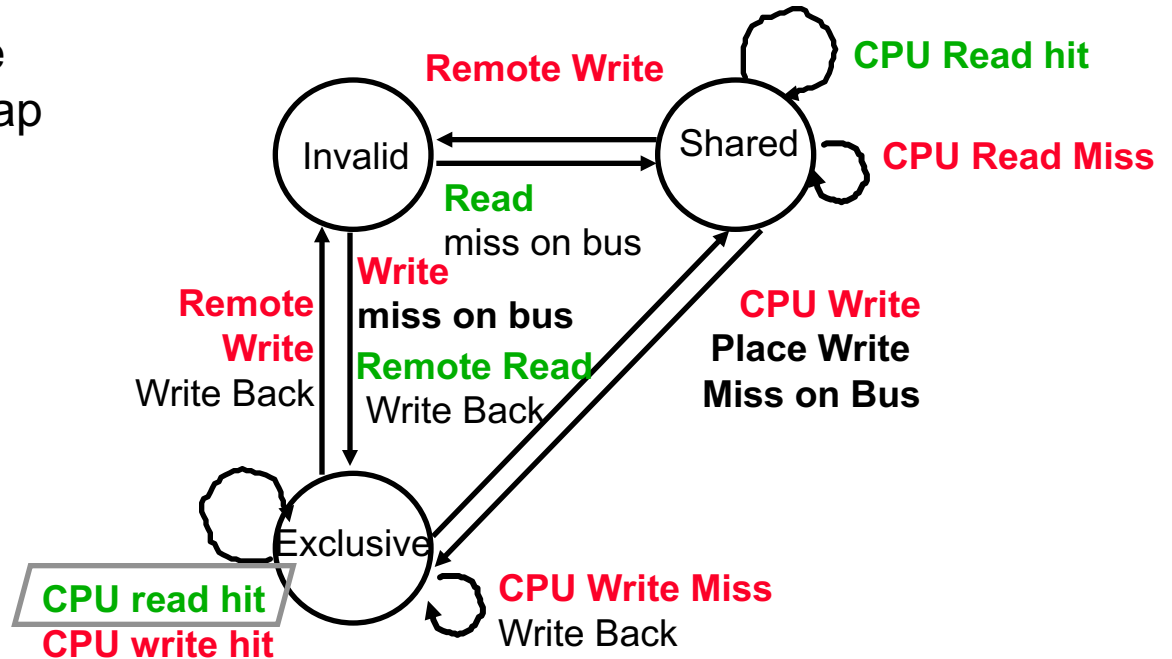 e
ap
Remote Write
CPU Read hit
Invalid
Shared
CPU Read Miss
Read
miss on bus
Write
miss on bus
Remote
Write
Write Back
Remote Read
Write Back
CPU Write
Place Write
Miss on Bus
Exclusive
CPU read hit
CPU write hit
CPU Write Miss
Write Back